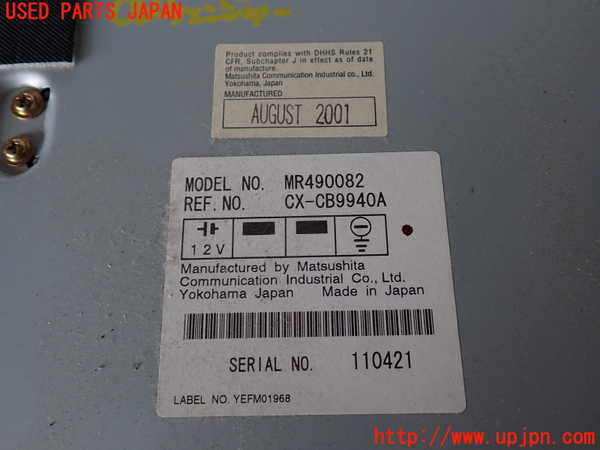 USED PARTS JAPAN
Product complies with DHHS Rules 21
CFR, Subchapter J in effect as of date
of manufacture.
Matsushita Communication Industrial co., Ltd.
Yokohama, Japan
MANUFACTURED
AUGUST 2001
MODEL NO. MR490082
REF. NO. CX-CB9940A
12V
Manufactured by Matsushita
Communication Industrial Co., Ltd.
Yokohama Japan Made in Japan
SERIAL NO. 110421
LABEL NO. YEFM01968
http://www.upjpn.com/